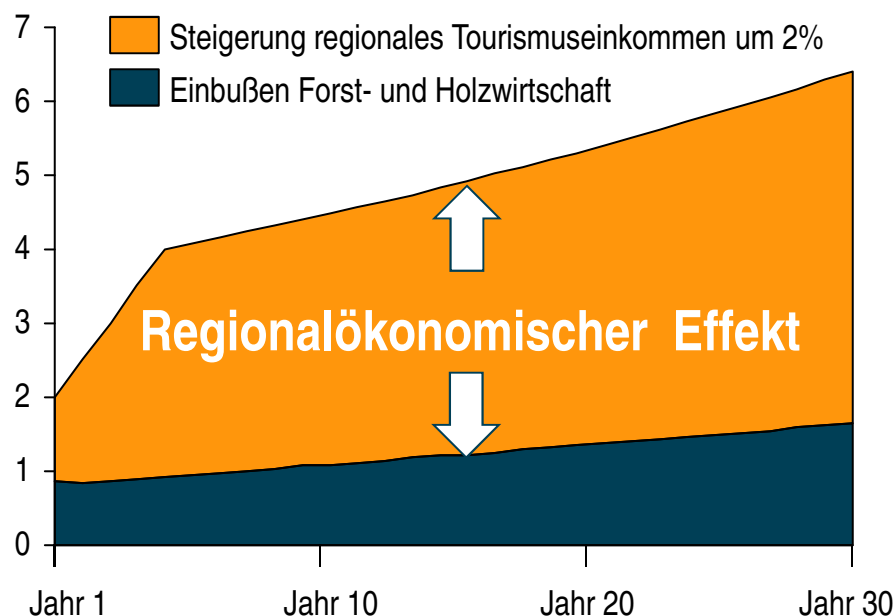 7
Steigerung regionales Tourismuseinkommen um 2%
Einbußen Forst- und Holzwirtschaft
6
5
4
3
Regionalökonomischer Effekt
2
1
0
Jahr 1
Jahr 10
Jahr 20
Jahr 30